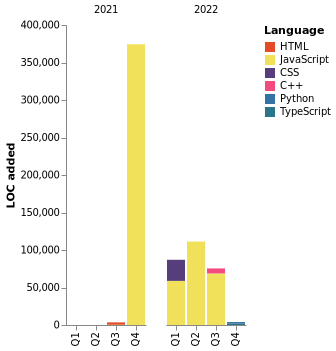 2021 2022
Language
HTML
JavaScript
CSS
C++
Python
TypeScript
LOC added
400,000
350,000
300,000
250,000
200,000
150,000
100,000
50,000
0
Q1 Q2 Q3 Q4 Q1 Q2 Q3 Q4